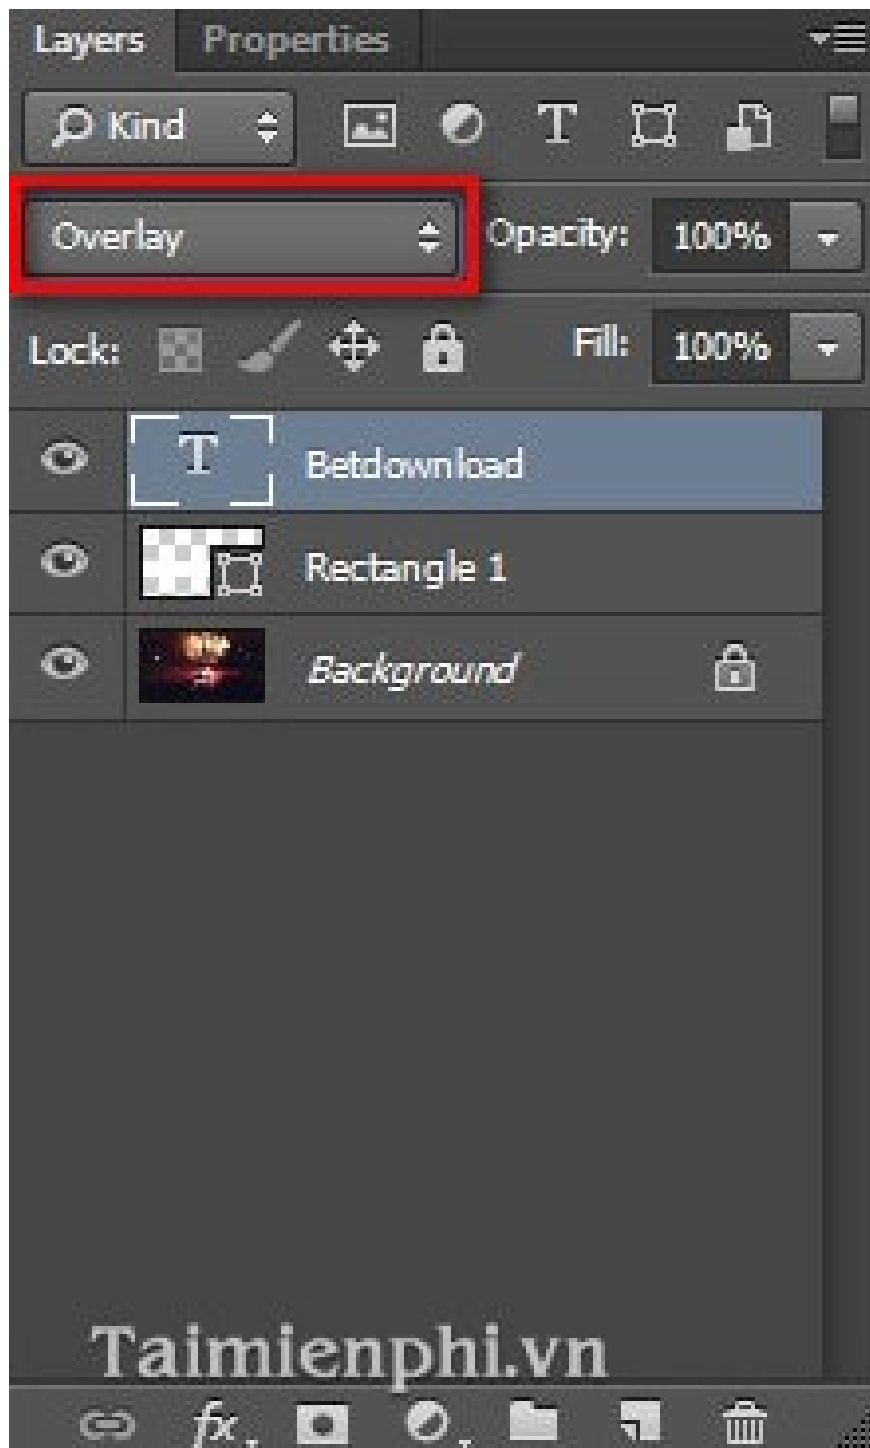 Layers Properties
Kind T
Overlay Opacity: 100%
Lock: Fill: 100%
T Betdownload
Rectangle 1
Background
Taimienphi.vn
fx.